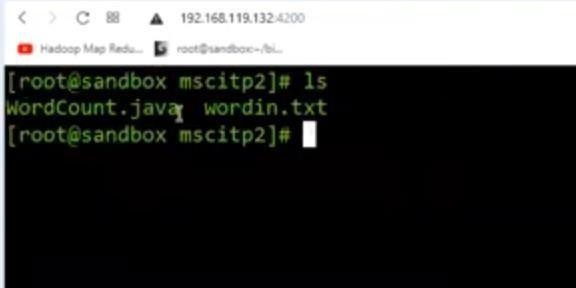 192.168.119.132:4200
Hadoop Map Redu... root@sandbox:~/bi...
[root@sandbox mscitp2]# ls
WordCount.java wordin.txt
[root@sandbox mscitp2]#